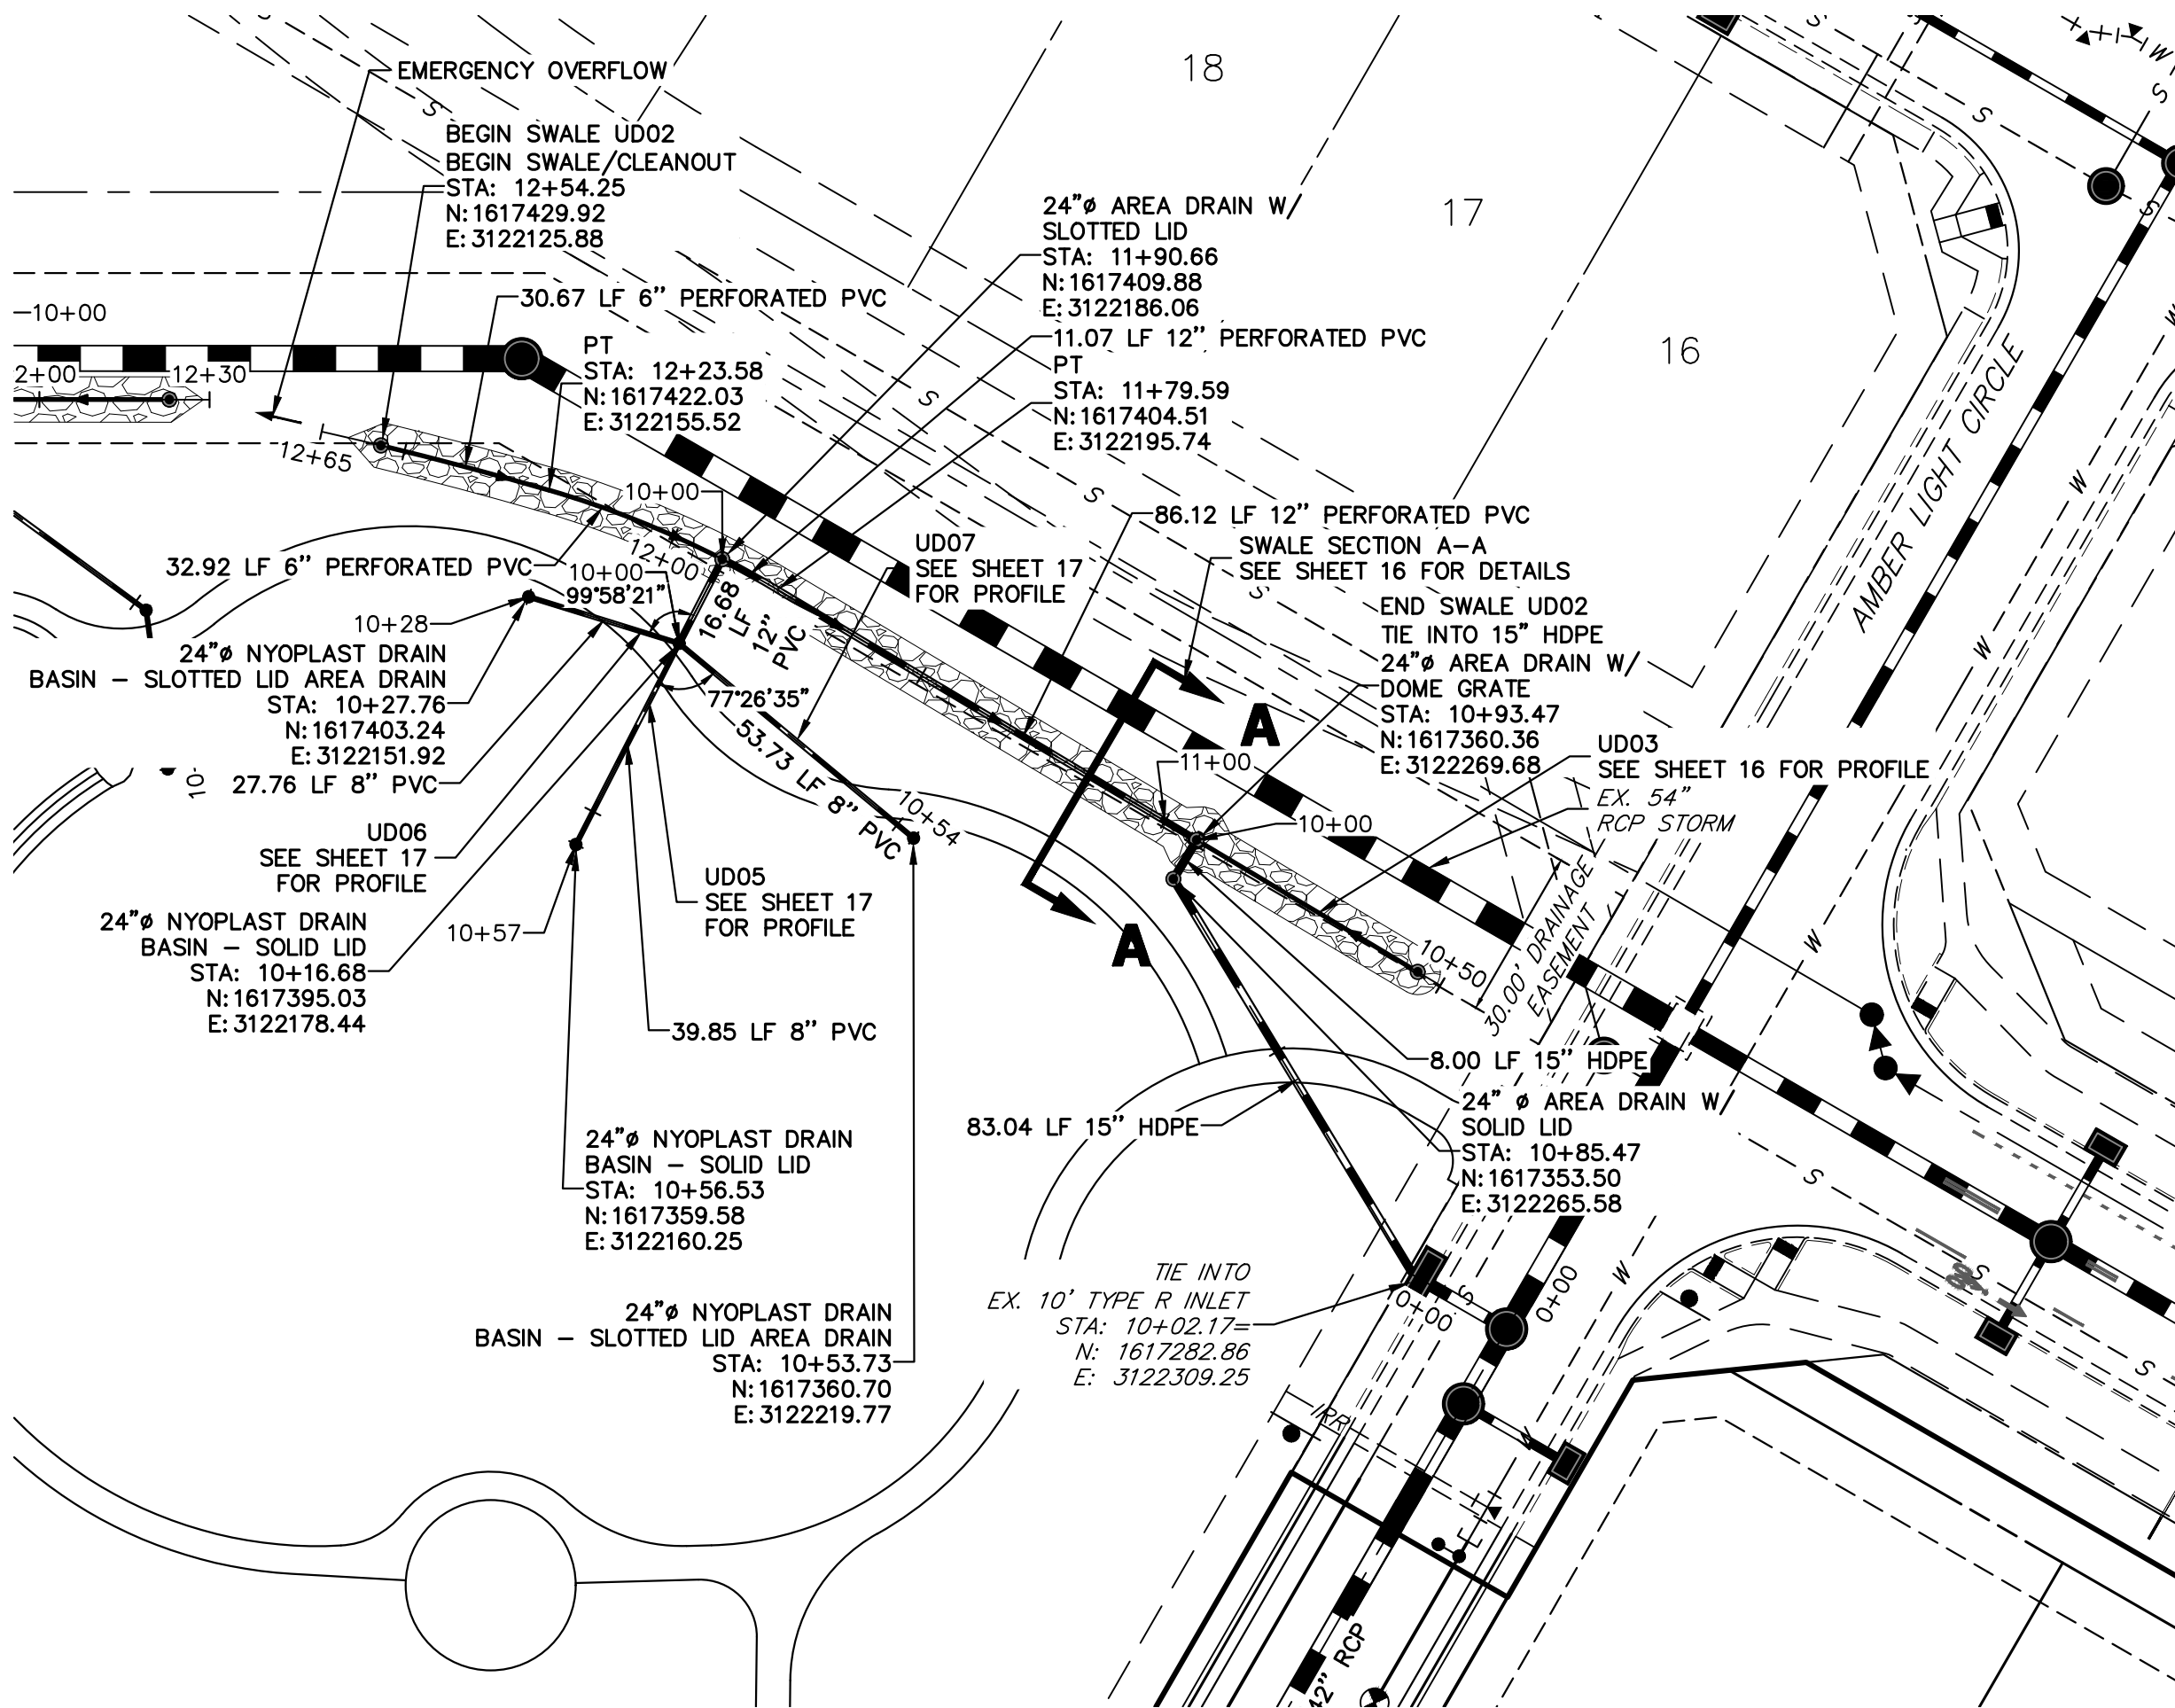 EMERGENCY OVERFLOW
BEGIN SWALE UD02
BEGIN SWALE/CLEANOUT
STA: 12+54.25
N:1617429.92
E:3122125.88
18
17
16
24"ø AREA DRAIN W/
SLOTTED LID
STA: 11+90.66
N:1617409.88
E:3122186.06
30.67 LF 6" PERFORATED PVC
11.07 LF 12" PERFORATED PVC
PT
STA: 11+79.59
N:1617404.51
E:3122195.74
PT
STA: 12+23.58
N:1617422.03
E:3122155.52
10+00
2+00
12+30
12+65
10+00
12+00
86.12 LF 12" PERFORATED PVC
SWALE SECTION A-A
SEE SHEET 16 FOR DETAILS
UD07
SEE SHEET 17
FOR PROFILE
32.92 LF 6" PERFORATED PVC
10+00
99°58'21"
16.68
LF
12"
PVC
10+28
24"ø NYOPLAST DRAIN
BASIN - SLOTTED LID AREA DRAIN
STA: 10+27.76
N:1617403.24
E:3122151.92
27.76 LF 8" PVC
77°26'35"
53.73 LF 8" PVC
10+54
10-
END SWALE UD02
TIE INTO 15" HDPE
24"ø AREA DRAIN W/
DOME GRATE
STA: 10+93.47
N:1617360.36
E:3122269.68
AMBER LIGHT CIRCLE
UD03
SEE SHEET 16 FOR PROFILE
EX. 54"
RCP STORM
A
11+00
10+00
UD06
SEE SHEET 17
FOR PROFILE
UD05
SEE SHEET 17
FOR PROFILE
A
10+57
24"ø NYOPLAST DRAIN
BASIN - SOLID LID
STA: 10+16.68
N:1617395.03
E:3122178.44
39.85 LF 8" PVC
10+50
30.00' DRAINAGE
EASEMENT
8.00 LF 15" HDPE
83.04 LF 15" HDPE
24" ø AREA DRAIN W/
SOLID LID
STA: 10+85.47
N:1617353.50
E:3122265.58
24"ø NYOPLAST DRAIN
BASIN - SOLID LID
STA: 10+56.53
N:1617359.58
E:3122160.25
TIE INTO
EX. 10' TYPE R INLET
STA: 10+02.17=
N: 1617282.86
E: 3122309.25
0+00
0+00
24"ø NYOPLAST DRAIN
BASIN - SLOTTED LID AREA DRAIN
STA: 10+53.73
N:1617360.70
E:3122219.77
IRR
42" RCP
S
S
S
S
S
S
S
S
S
S
S
W
W
W
W
W
W